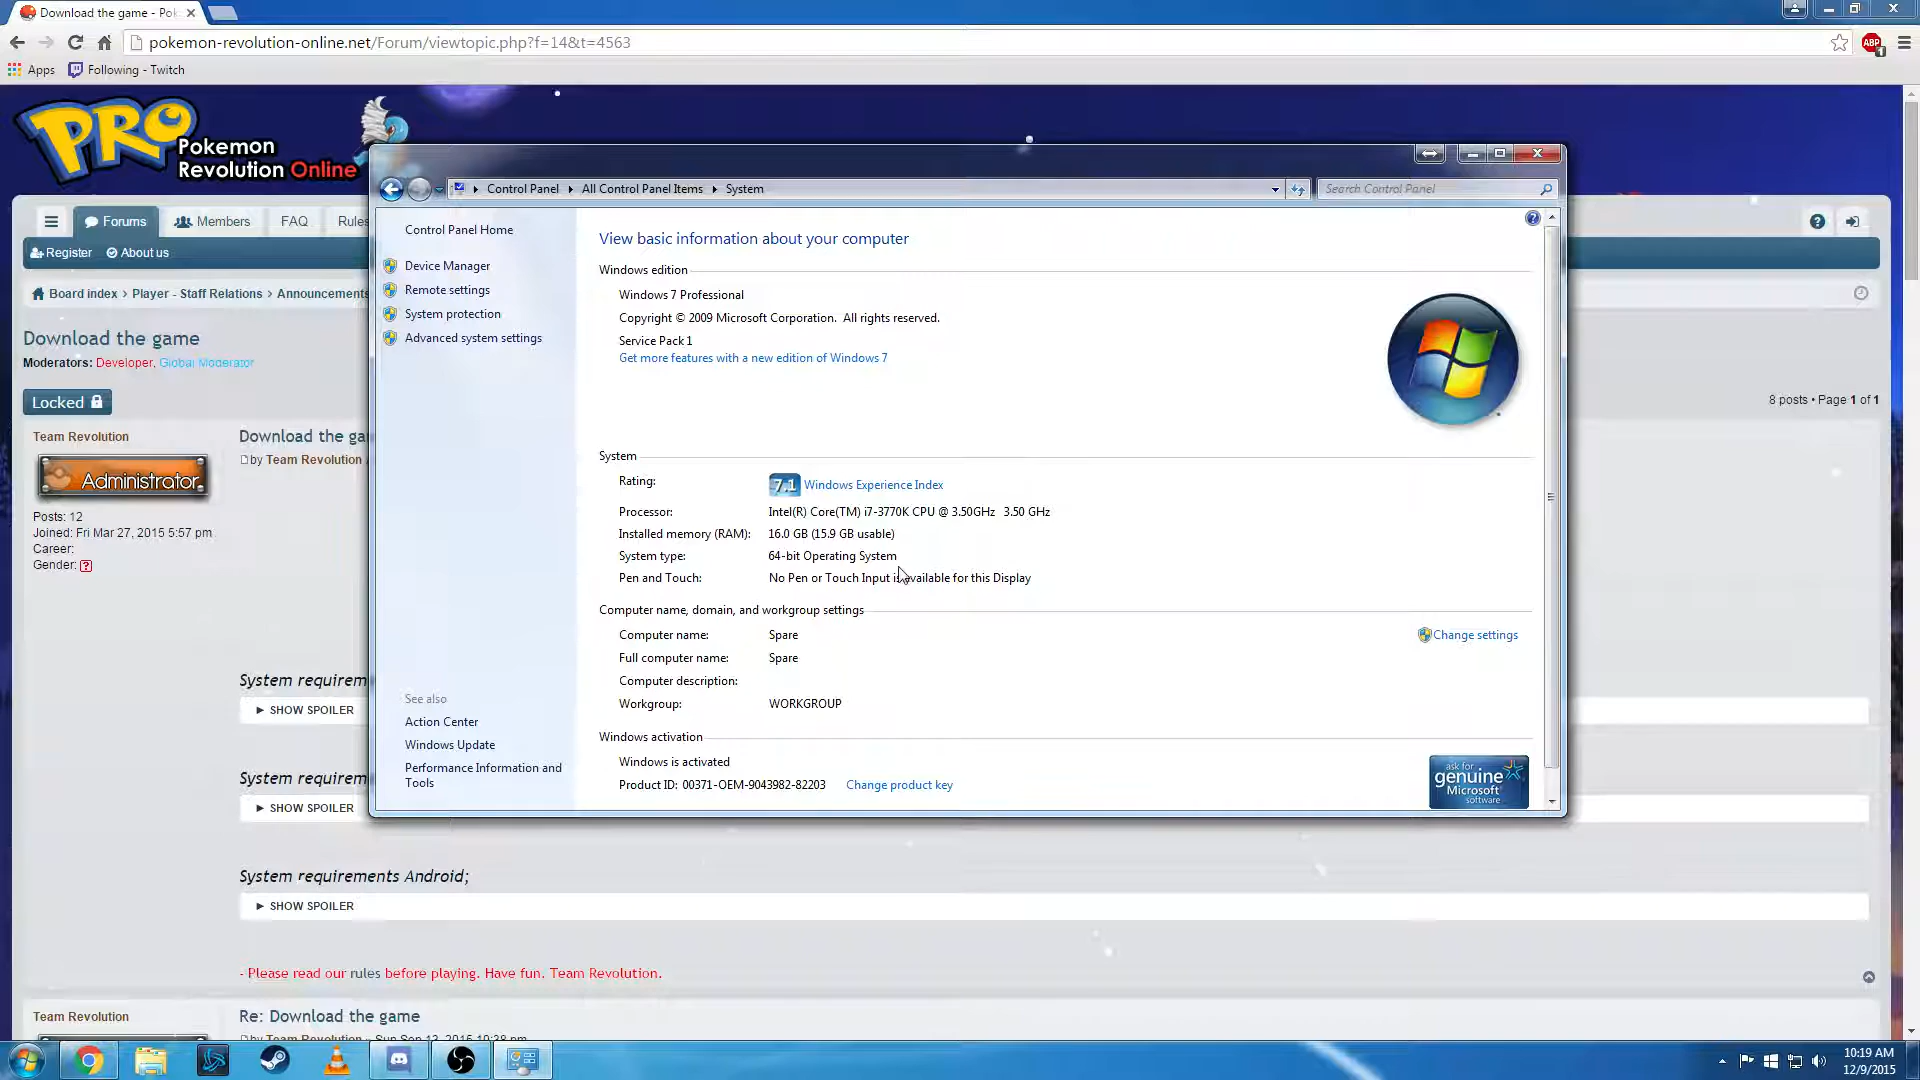 Download the game - Pok
pokemon-revolution-online.net/Forum/viewtopic.php?f=14&t=4563
ABP
1
Apps
Following - Twitch
PRO
Pokemon
Revolution Online
Control Panel
All Control Panel Items
System
Search Control Panel
Forums
Members
FAQ
Rules
Register
About us
Board index
Player - Staff Relations
Announcements
Download the game
Moderators: Developer, Global Moderator
Locked
8 posts • Page 1 of 1
Team Revolution
Administrator
Posts: 12
Joined: Fri Mar 27, 2015 5:57 pm
Career:
Gender: ?
Download the ga
by Team Revolution
System requirem
► SHOW SPOILER
System requirem
► SHOW SPOILER
System requirements Android;
► SHOW SPOILER
- Please read our rules before playing. Have fun. Team Revolution.
Team Revolution
Re: Download the game
by Team Revolution » Sun Sep 13, 2015 10:38 pm
Control Panel Home
Device Manager
Remote settings
System protection
Advanced system settings
See also
Action Center
Windows Update
Performance Information and
Tools
View basic information about your computer
Windows edition
Windows 7 Professional
Copyright © 2009 Microsoft Corporation. All rights reserved.
Service Pack 1
Get more features with a new edition of Windows 7
System
Rating:
7.1 Windows Experience Index
Processor: Intel(R) Core(TM) i7-3770K CPU @ 3.50GHz 3.50 GHz
Installed memory (RAM): 16.0 GB (15.9 GB usable)
System type: 64-bit Operating System
Pen and Touch: No Pen or Touch Input is available for this Display
Computer name, domain, and workgroup settings
Computer name: Spare
Change settings
Full computer name: Spare
Computer description:
Workgroup: WORKGROUP
Windows activation
Windows is activated
Product ID: 00371-OEM-9043982-82203 Change product key
ask for
genuine
Microsoft
software
10:19 AM
12/9/2015